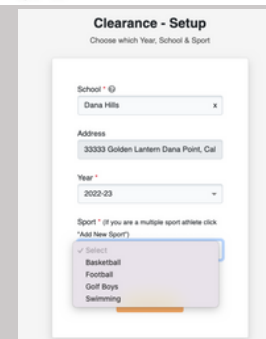 Clearance - Setup
Choose which Year, School & Sport
School *
Dana Hills x
Address
33333 Golden Lantern Dana Point, Cal
Year *
2022-23
Sport * (If you are a multiple sport athlete click
"Add New Sport")
✓ Select
Basketball
Football
Golf Boys
Swimming